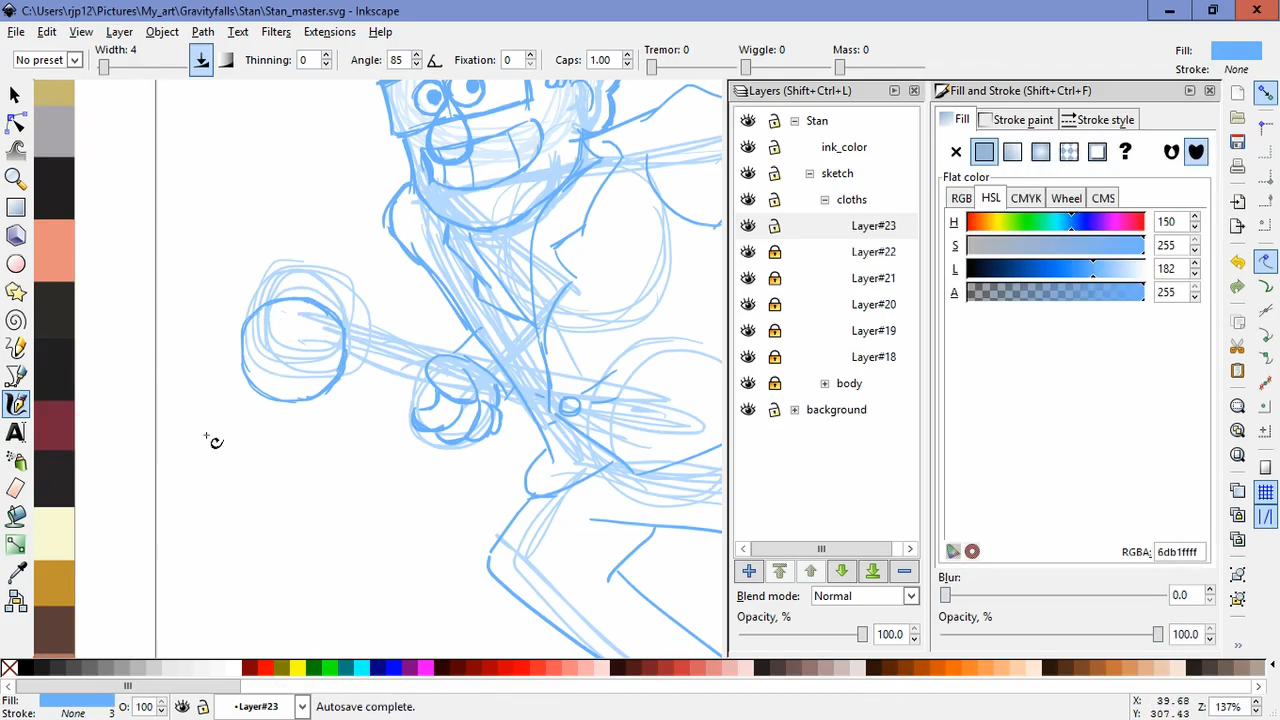 C:\Users\rjp12\Pictures\My_art\Gravityfalls\Stan\Stan_master.svg - Inkscape
File Edit View Layer Object Path Filters Text Extensions Help
No preset Width: 4 Thinning: 0 Angle: 85 Fixation: 0 Caps: 1.00 Tremor: 0 Wiggle: 0 Mass: 0 Fill:
Stroke: None
Layers (Shift+Ctrl+L) Fill and Stroke (Shift+Ctrl+F)
Stan Fill Stroke paint Stroke style
ink_color ?
sketch Flat color
cloths RGB HSL CMYK Wheel CMS
Layer#23 H 150
Layer#22 S 255
Layer#21 L 182
Layer#20 A 255
Layer#19
Layer#18
body
background
RGBA: 6db1ffff
Blur:
Blend mode: Normal 0.0
Opacity, % Opacity, %
100.0 100.0
Fill:
Stroke: None 3 O: 100 •Layer#23 Autosave complete. X: 39.68
Y: 307.43 Z: 137%